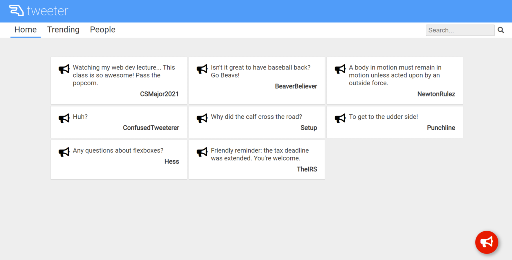 tweeter
Home Trending People
Search...
Watching my web dev lecture... This
class is so awesome! Pass the
popcorn.
CSMajor2021
Isn't it great to have baseball back?
Go Beavs!
BeaverBeliever
A body in motion must remain in
motion unless acted upon by an
outside force.
NewtonRulez
Huh?
ConfusedTweeterer
Why did the calf cross the road?
Setup
To get to the udder side!
Punchline
Any questions about flexboxes?
Hess
Friendly reminder: the tax deadline
was extended. You're welcome.
TheIRS